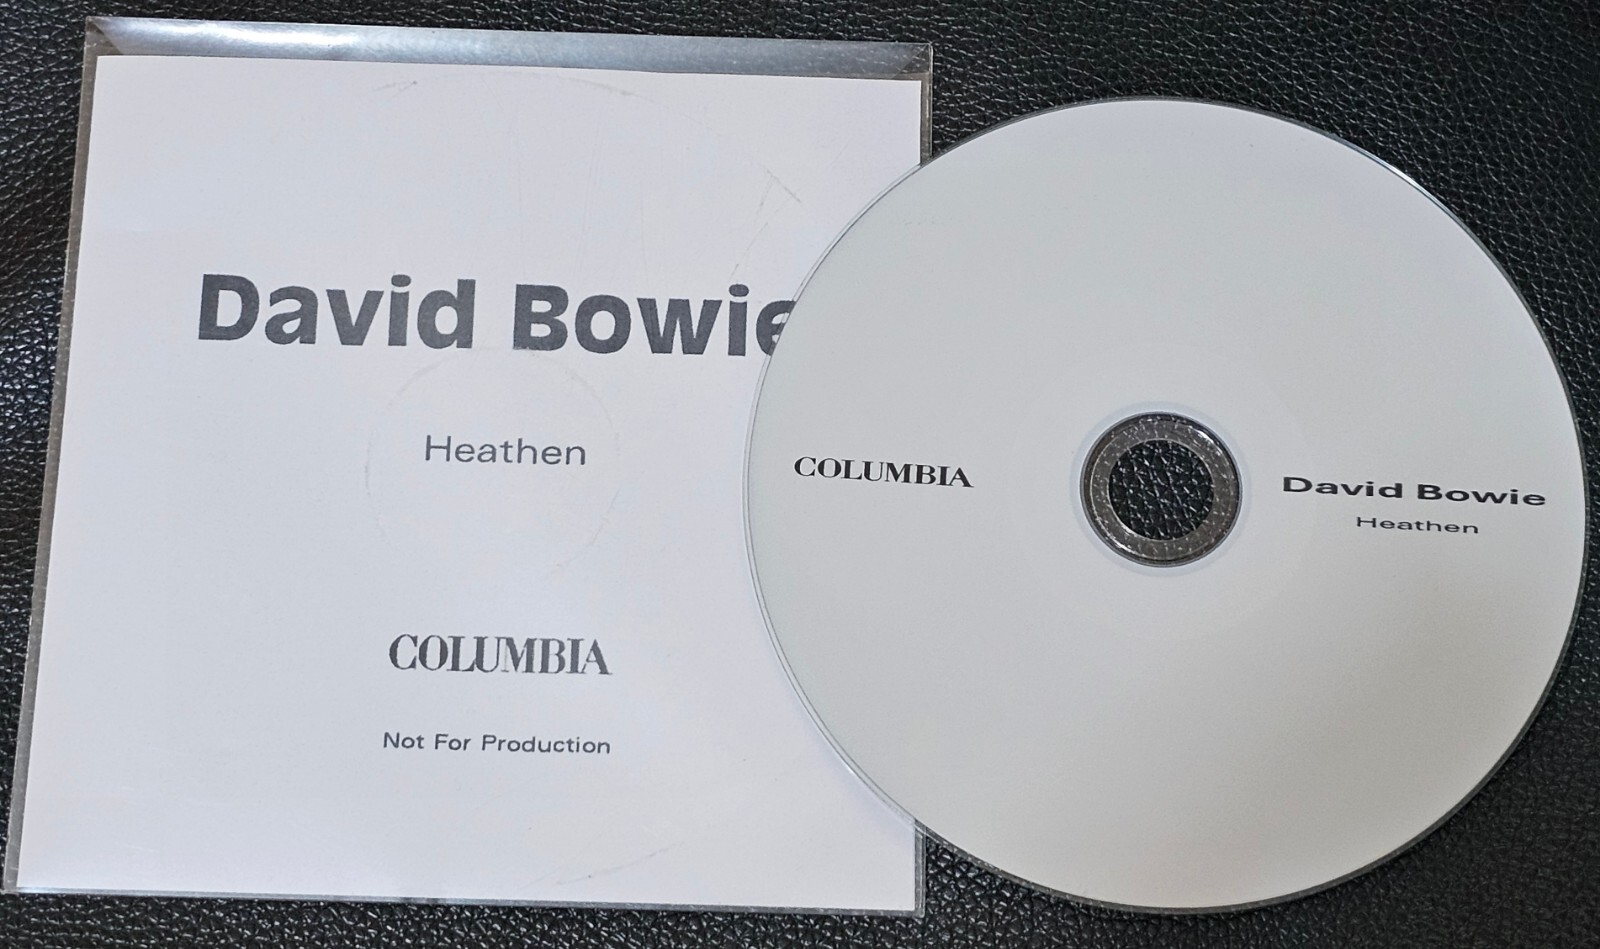 David Bowie
Heathen
COLUMBIA
Not For Production
COLUMBIA
David Bowie
Heathen